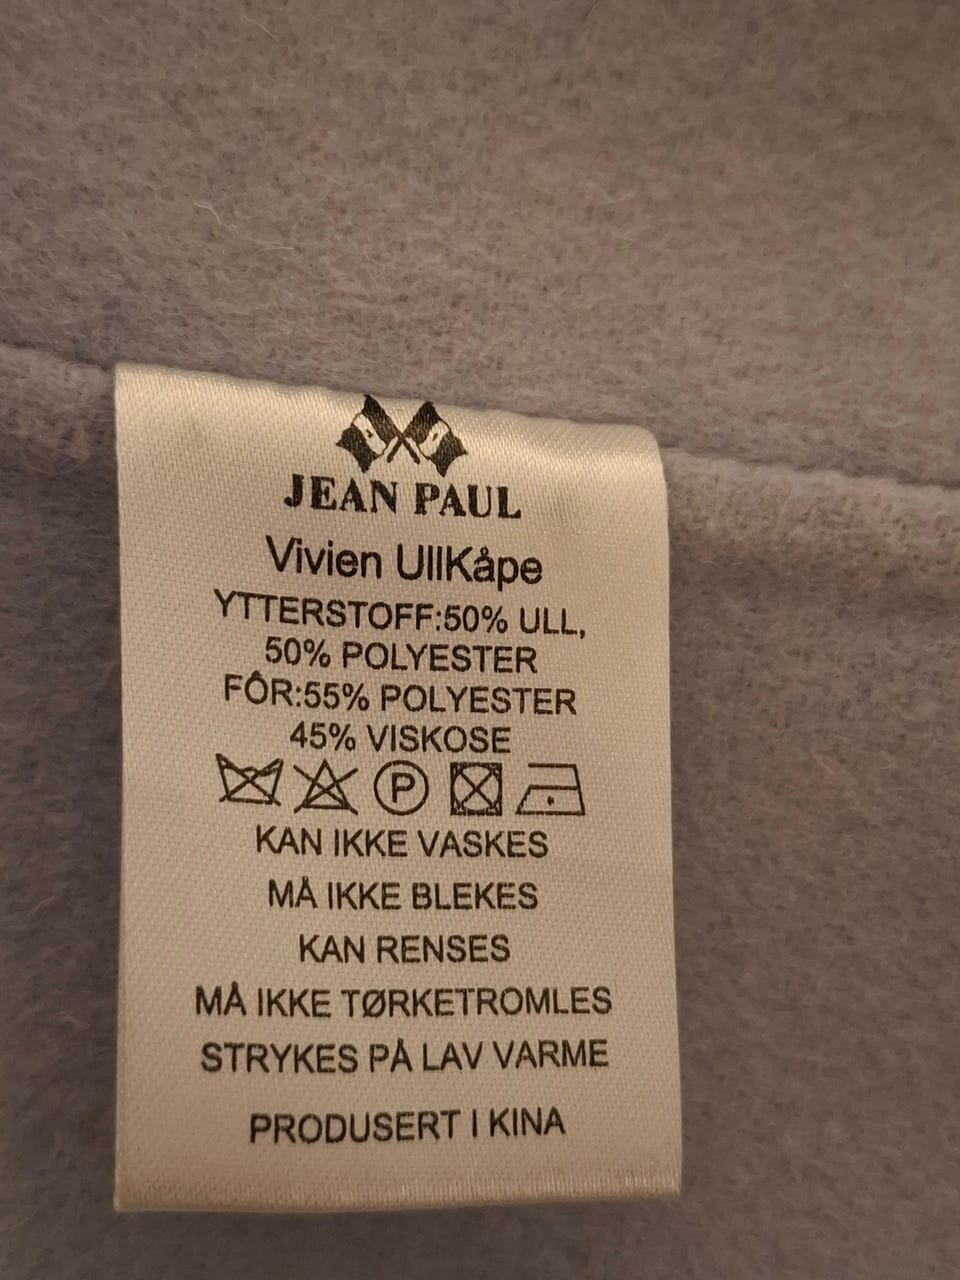 JEAN PAUL
Vivien UllKåpe
YTTERSTOFF:50% ULL,
50% POLYESTER
FÔR:55% POLYESTER
45% VISKOSE
P
KAN IKKE VASKES
MÅ IKKE BLEKES
KAN RENSES
MÅ IKKE TØRKETROMLES
STRYKES PÅ LAV VARME
PRODUSERT I KINA